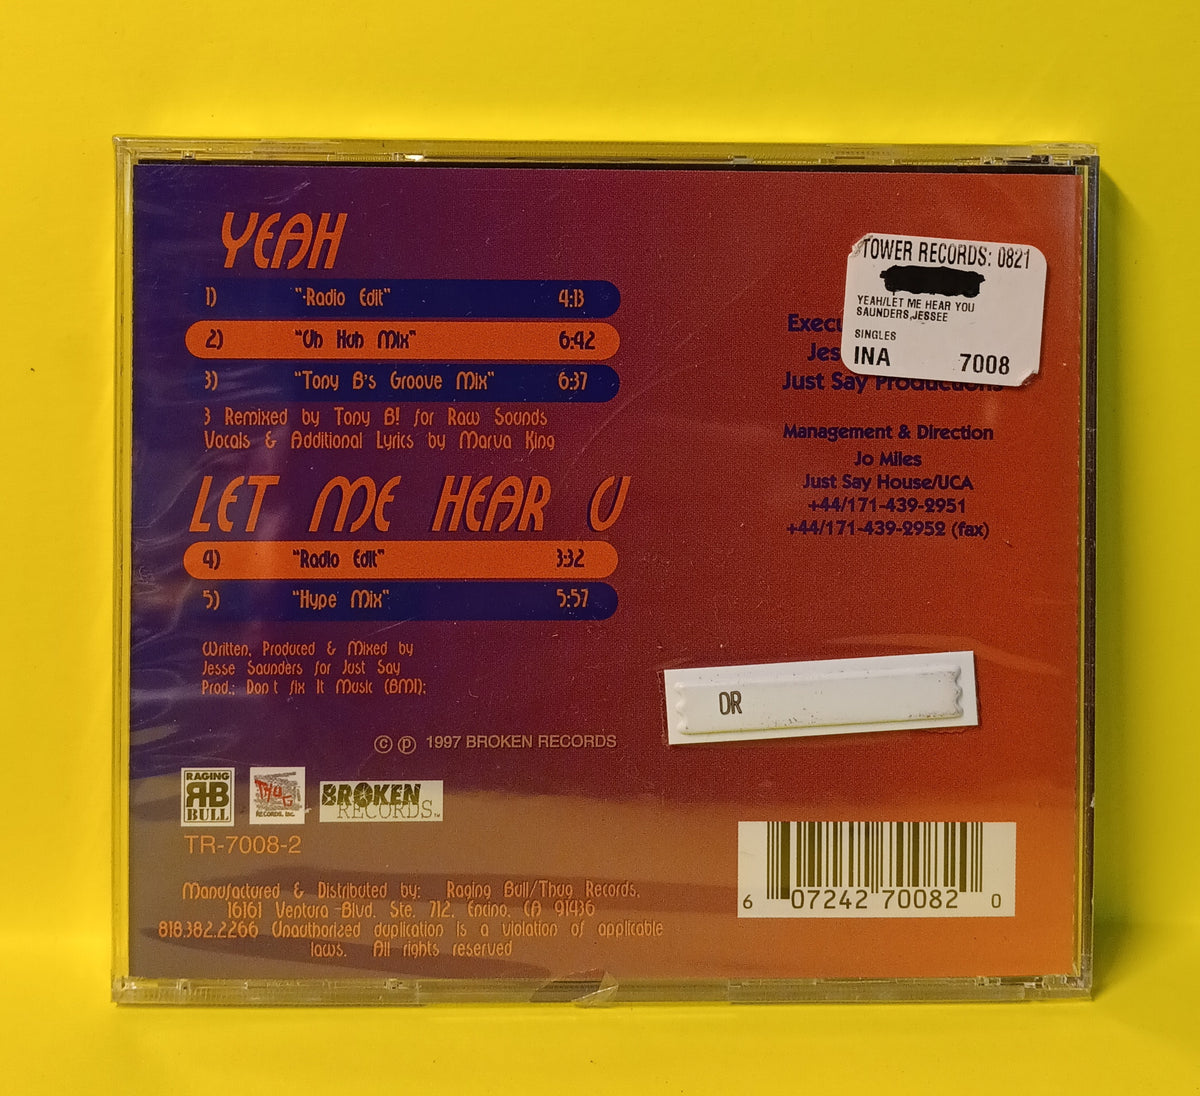 YEAH
1) "Radio Edit" 4:13
2) "Uh Huh Mix" 6:42
3) "Tony B's Groove Mix" 6:37
3 Remixed by Tony B! for Raw Sounds
Vocals & Additional Lyrics by Marva King
LET ME HEAR U
4) "Radio Edit" 3:32
5) "Hype Mix" 5:57
Written, Produced & Mixed by
Jesse Saunders for Just Say
Prod.; Don't fix It Music (BMI);
© ℗ 1997 BROKEN RECORDS
RAGING
RB
BULL
THUG
RECORDS, INC.
BROKEN
RECORDS™
TR-7008-2
Manufactured & Distributed by: Raging Bull/Thug Records,
16161 Ventura Blvd. Ste. 712, Encino, CA 91436
818.382.2266 Unauthorized duplication is a violation of applicable
laws. All rights reserved
TOWER RECORDS: 0821
YEAH/LET ME HEAR YOU
SAUNDERS,JESSEE
SINGLES
INA 7008
Execu
Jes
Just Say Productions
Management & Direction
Jo Miles
Just Say House/UCA
+44/171-439-2951
+44/171-439-2952 (fax)
DR
6 07242 70082 0